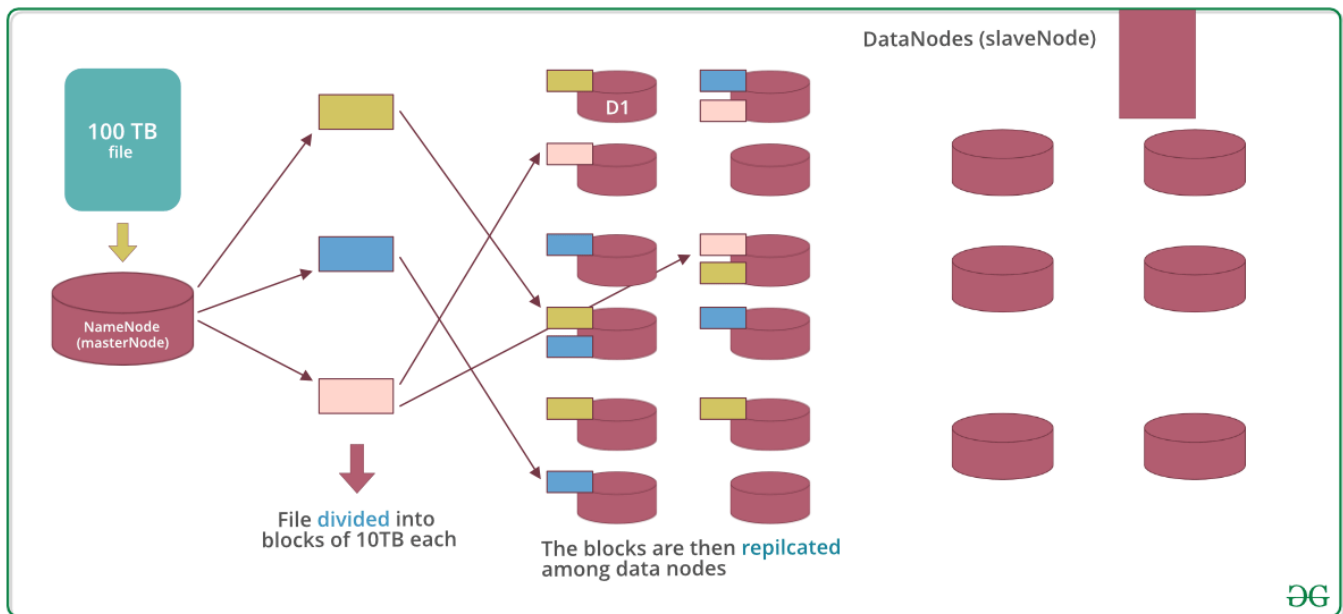 DataNodes (slaveNode)
100 TB
file
D1
NameNode
(masterNode)
File divided into
blocks of 10TB each
The blocks are then repilcated
among data nodes